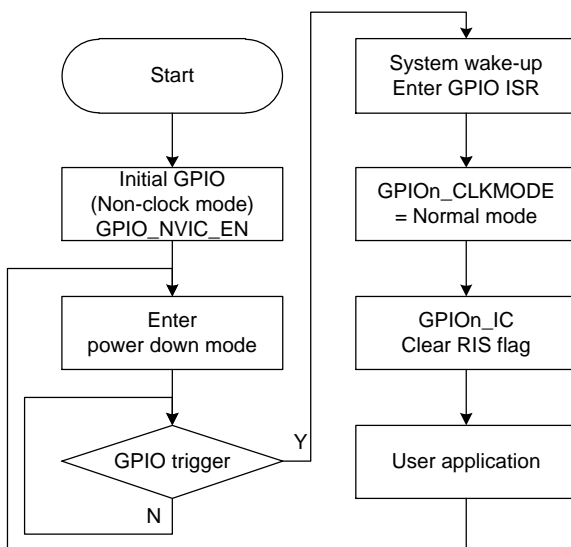 Start
Initial GPIO
(Non-clock mode)
GPIO_NVIC_EN
Enter
power down mode
GPIO trigger
Y
N
System wake-up
Enter GPIO ISR
GPIOn_CLKMODE
= Normal mode
GPIOn_IC
Clear RIS flag
User application